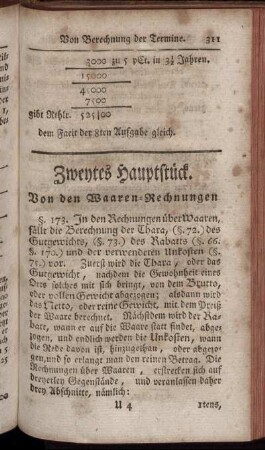 Von Berechnung der Termine. 311
3000 zu 5 pCt. in 3½ Jahren.
15000
45000
7500
gibt Rthlr. 525|00
dem Facit der 8ten Aufgabe gleich.
Zweytes Hauptstück.
Von den Waaren-Rechnungen
§. 173. In den Rechnungen über Waaren,
fällt die Berechnung der Thara, (§. 72.) des
Gutgewichts, (§. 73.) des Rabatts (§. 66.
§. 170.) und der verwendeten Unkosten (§.
75.) vor. Zuerst wird die Thara, oder das
Gutgewicht, nachdem die Gewohnheit eines
Orts solches mit sich bringt, von dem Brutto,
oder vollen Gewicht abgezogen; alsdann wird
das Netto, oder reine Gewicht, mit dem Preiß
der Waare berechnet. Nächstdem wird der Ra-
batt, wann er auf die Waare statt findet, abge-
zogen, und endlich werden die Unkosten, wann
die Rede davon ist, hinzugethan, oder abgezo-
gen, und so erlangt man den reinen Betrag. Die
Rechnungen über Waaren, erstrecken sich auf
dreyerley Gegenstände, und veranlassen daher
drey Abschnitte, nämlich:
U 4 1tens,